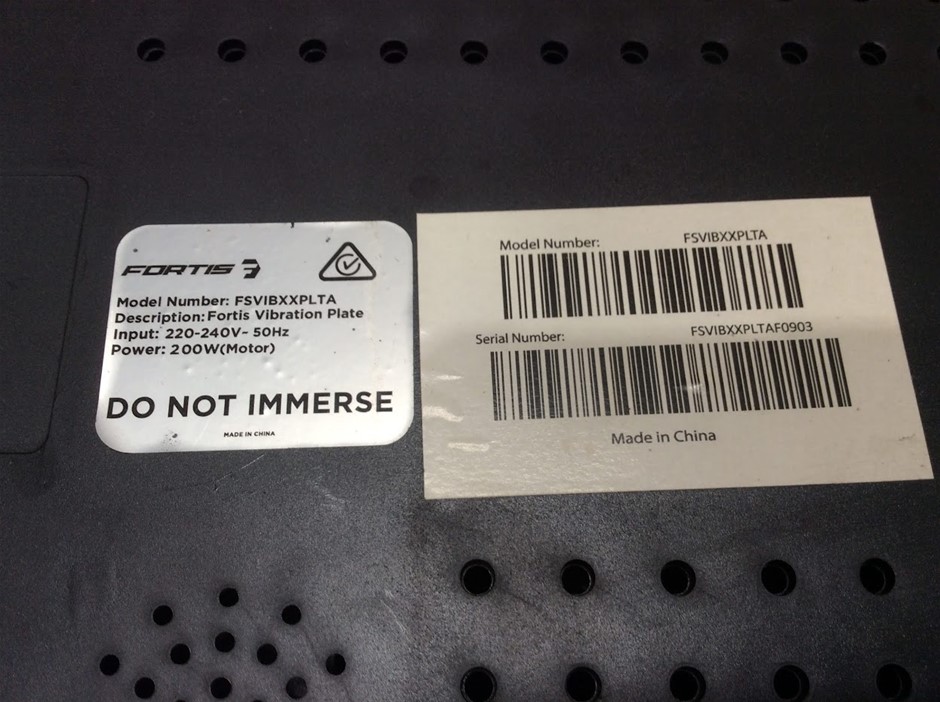 FORTIS
Model Number: FSVIBXXPLTA
Description: Fortis Vibration Plate
Input: 220-240V~ 50Hz
Power: 200W(Motor)
DO NOT IMMERSE
MADE IN CHINA
Model Number: FSVIBXXPLTA
Serial Number: FSVIBXXPLTAF0903
Made in China